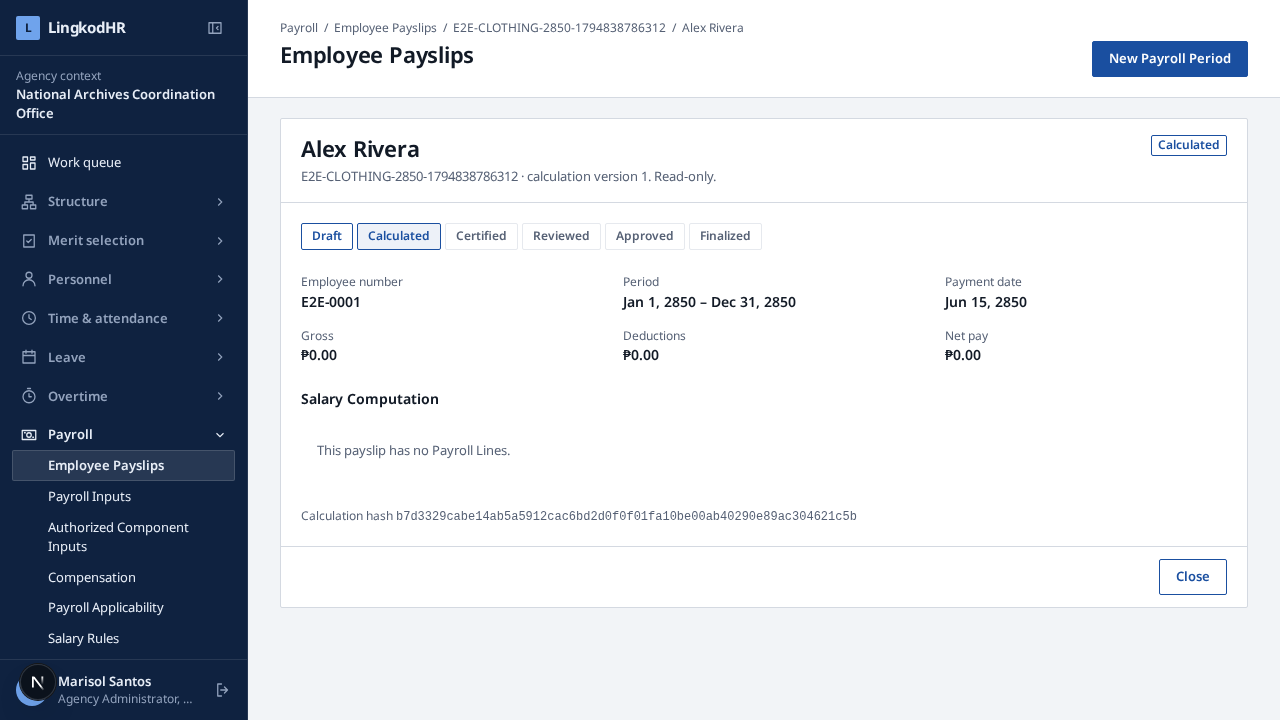 L LingkodHR
Agency context
National Archives Coordination
Office
Work queue
Structure
Merit selection
Personnel
Time & attendance
Leave
Overtime
Payroll
Employee Payslips
Payroll Inputs
Authorized Component
Inputs
Compensation
Payroll Applicability
Salary Rules
N
Marisol Santos
Agency Administrator, ...
Payroll / Employee Payslips / E2E-CLOTHING-2850-1794838786312 / Alex Rivera
Employee Payslips
New Payroll Period
Alex Rivera
Calculated
E2E-CLOTHING-2850-1794838786312 · calculation version 1. Read-only.
Draft Calculated Certified Reviewed Approved Finalized
Employee number Period Payment date
E2E-0001 Jan 1, 2850 – Dec 31, 2850 Jun 15, 2850
Gross Deductions Net pay
₱0.00 ₱0.00 ₱0.00
Salary Computation
This payslip has no Payroll Lines.
Calculation hash b7d3329cabe14ab5a5912cac6bd2d0f0f01fa10be00ab40290e89ac304621c5b
Close